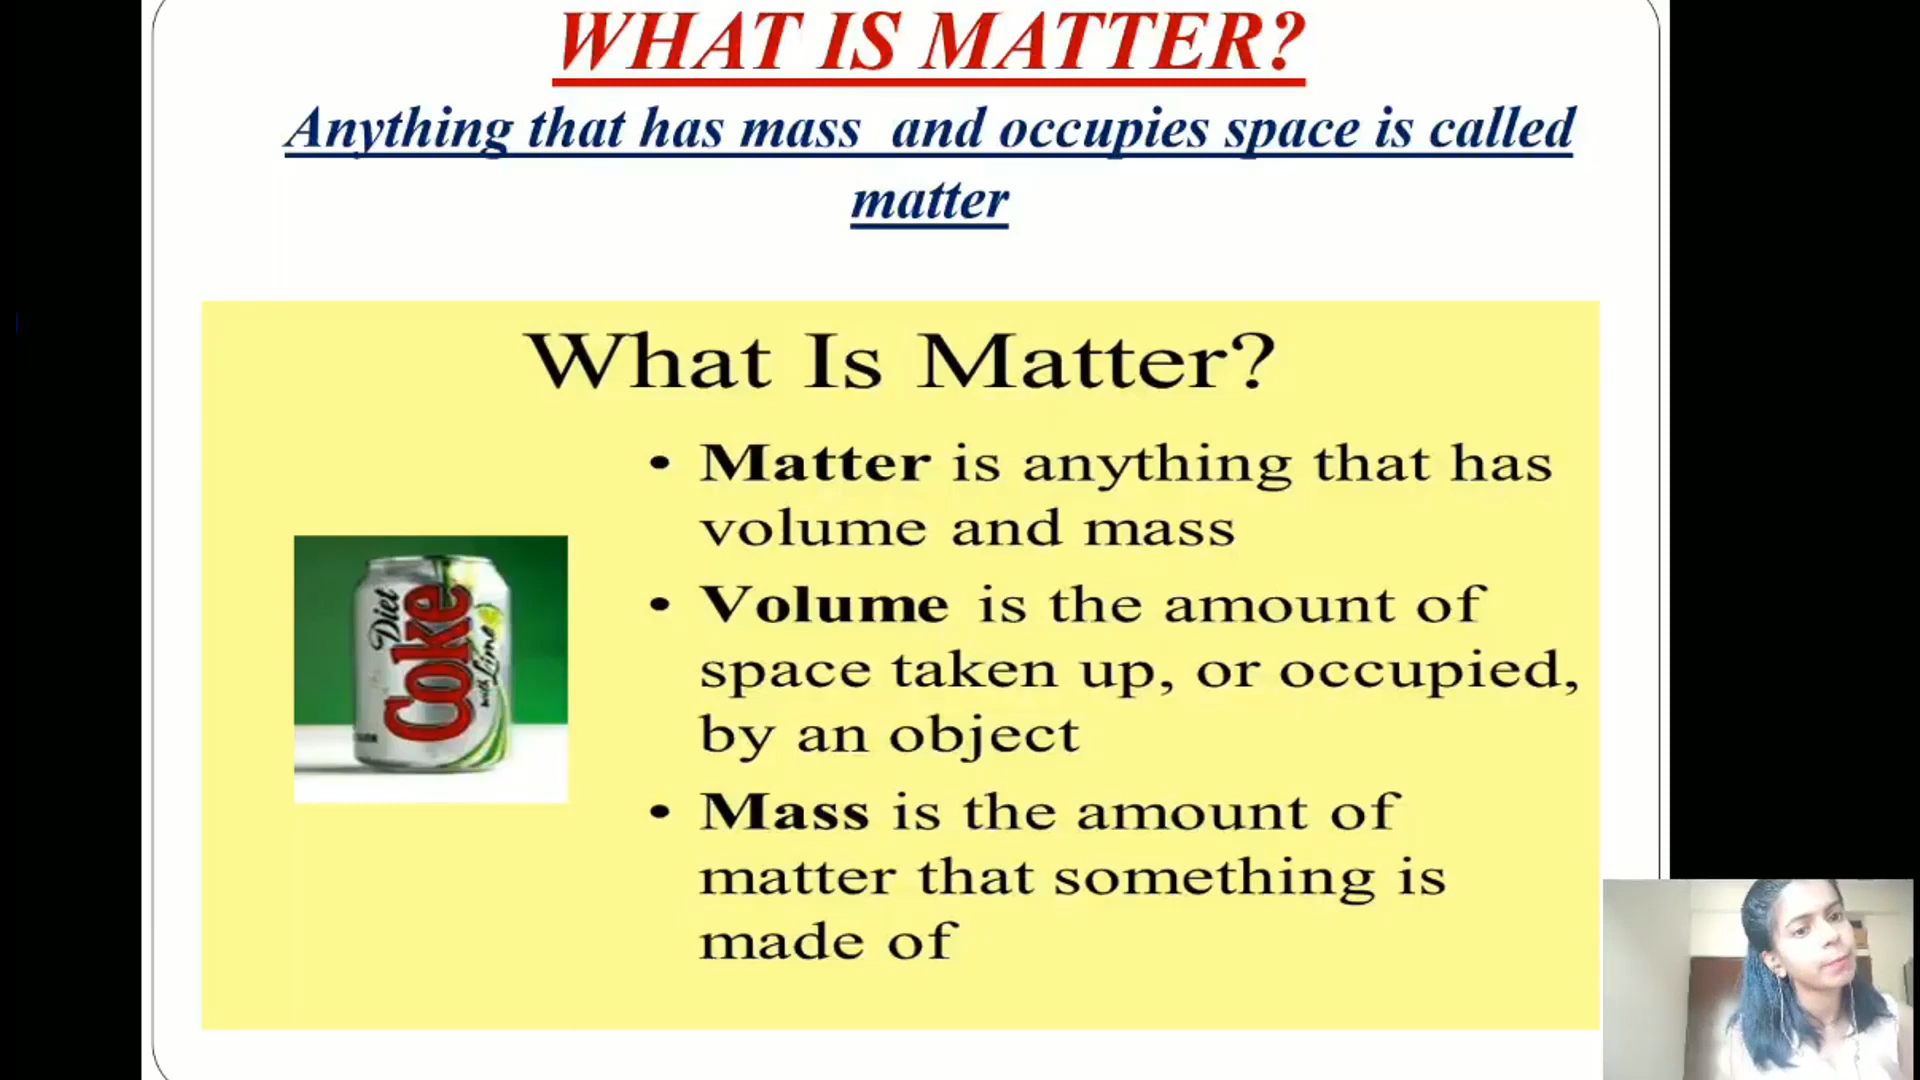 WHAT IS MATTER?
Anything that has mass and occupies space is called
matter
What Is Matter?
• Matter is anything that has
volume and mass
• Volume is the amount of
space taken up, or occupied,
by an object
• Mass is the amount of
matter that something is
made of
Diet
Coke
with Lime